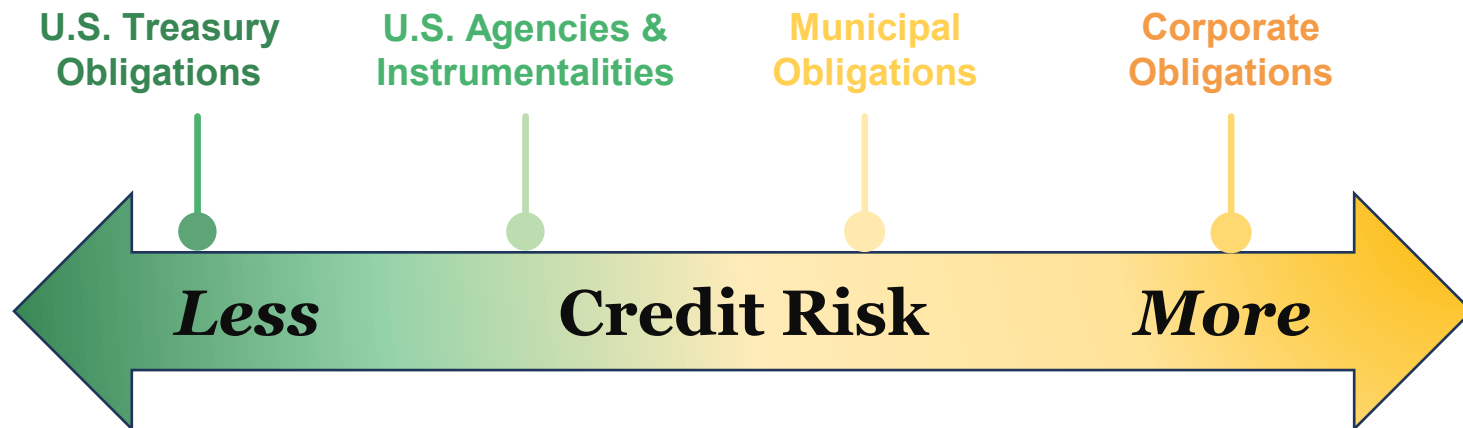 U.S. Treasury
Obligations
U.S. Agencies &
Instrumentalities
Municipal
Obligations
Corporate
Obligations
Less
Credit Risk
More